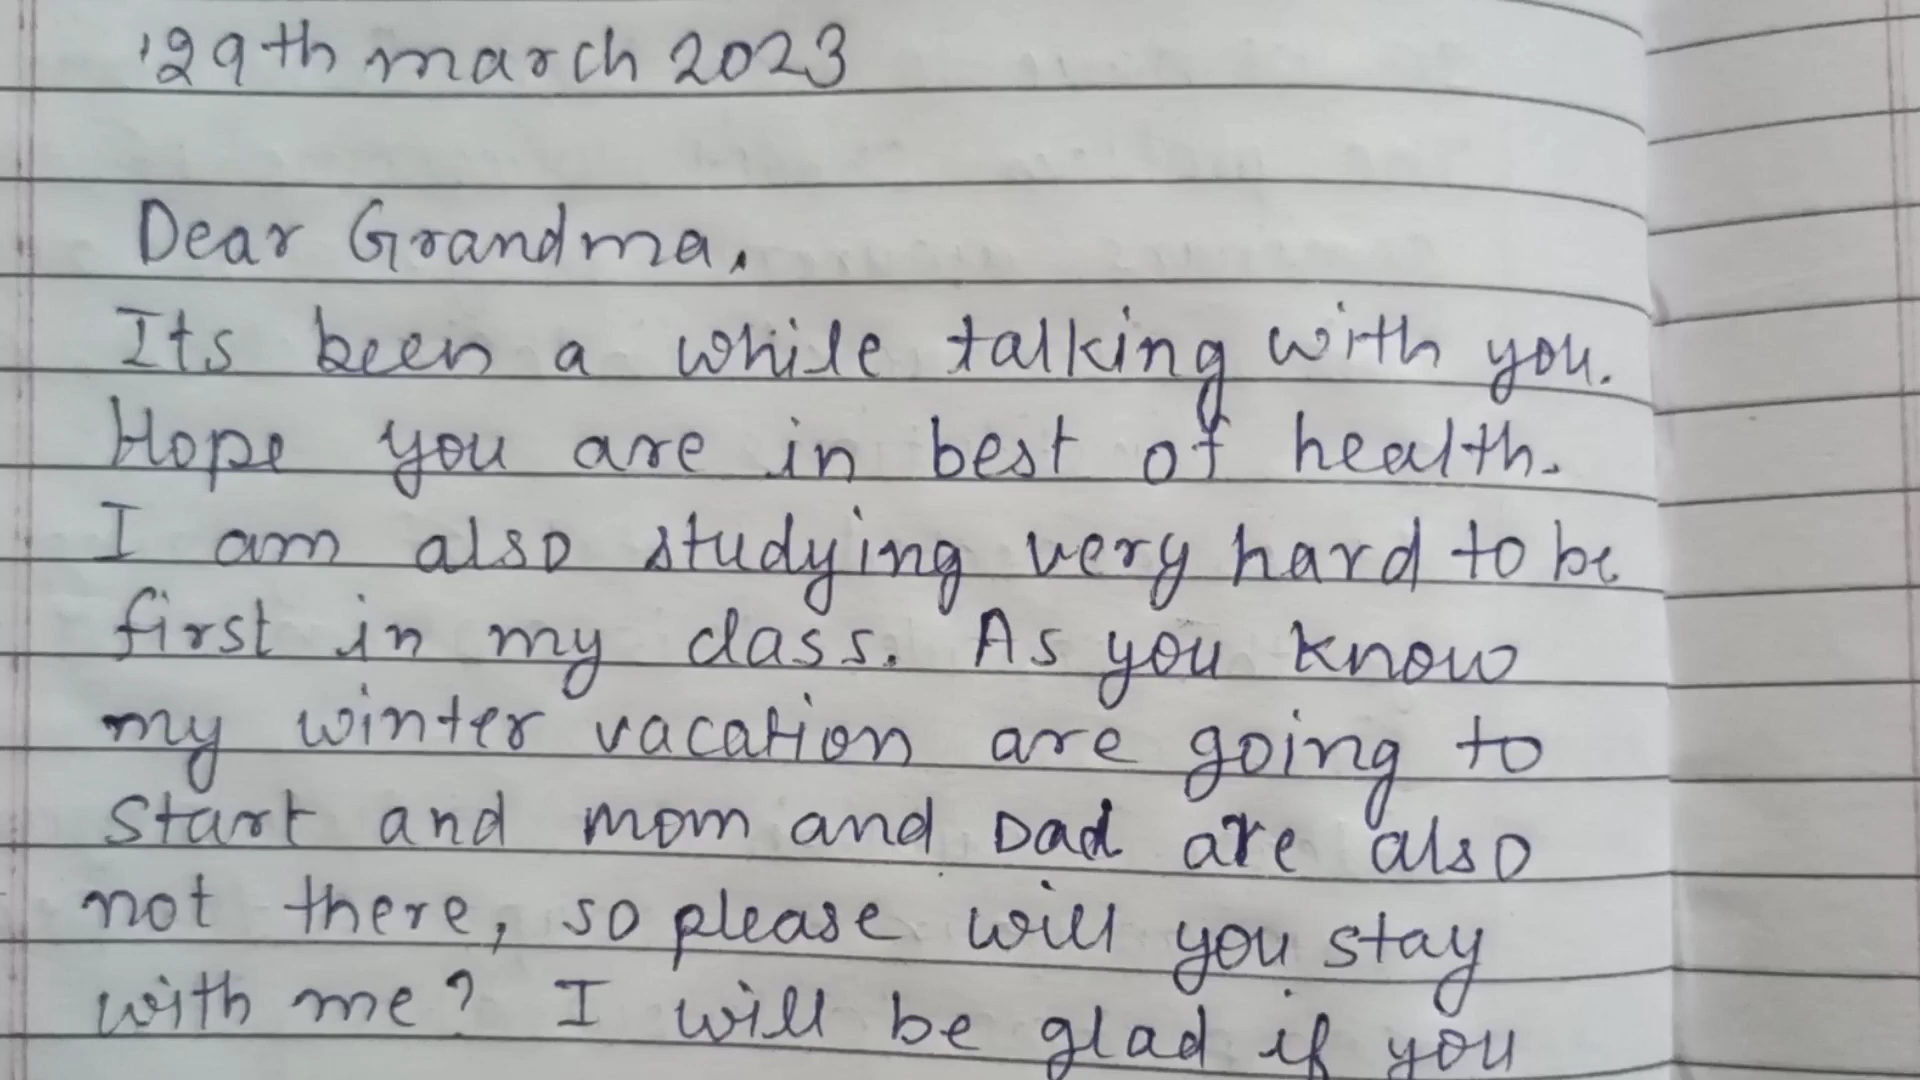 29th march 2023
Dear Grandma,
Its been a while talking with you.
Hope you are in best of health.
I am also studying very hard to be
first in my class. As you know
my winter vacation are going to
start and mom and Dad are also
not there, so please will you stay
with me? I will be glad if you